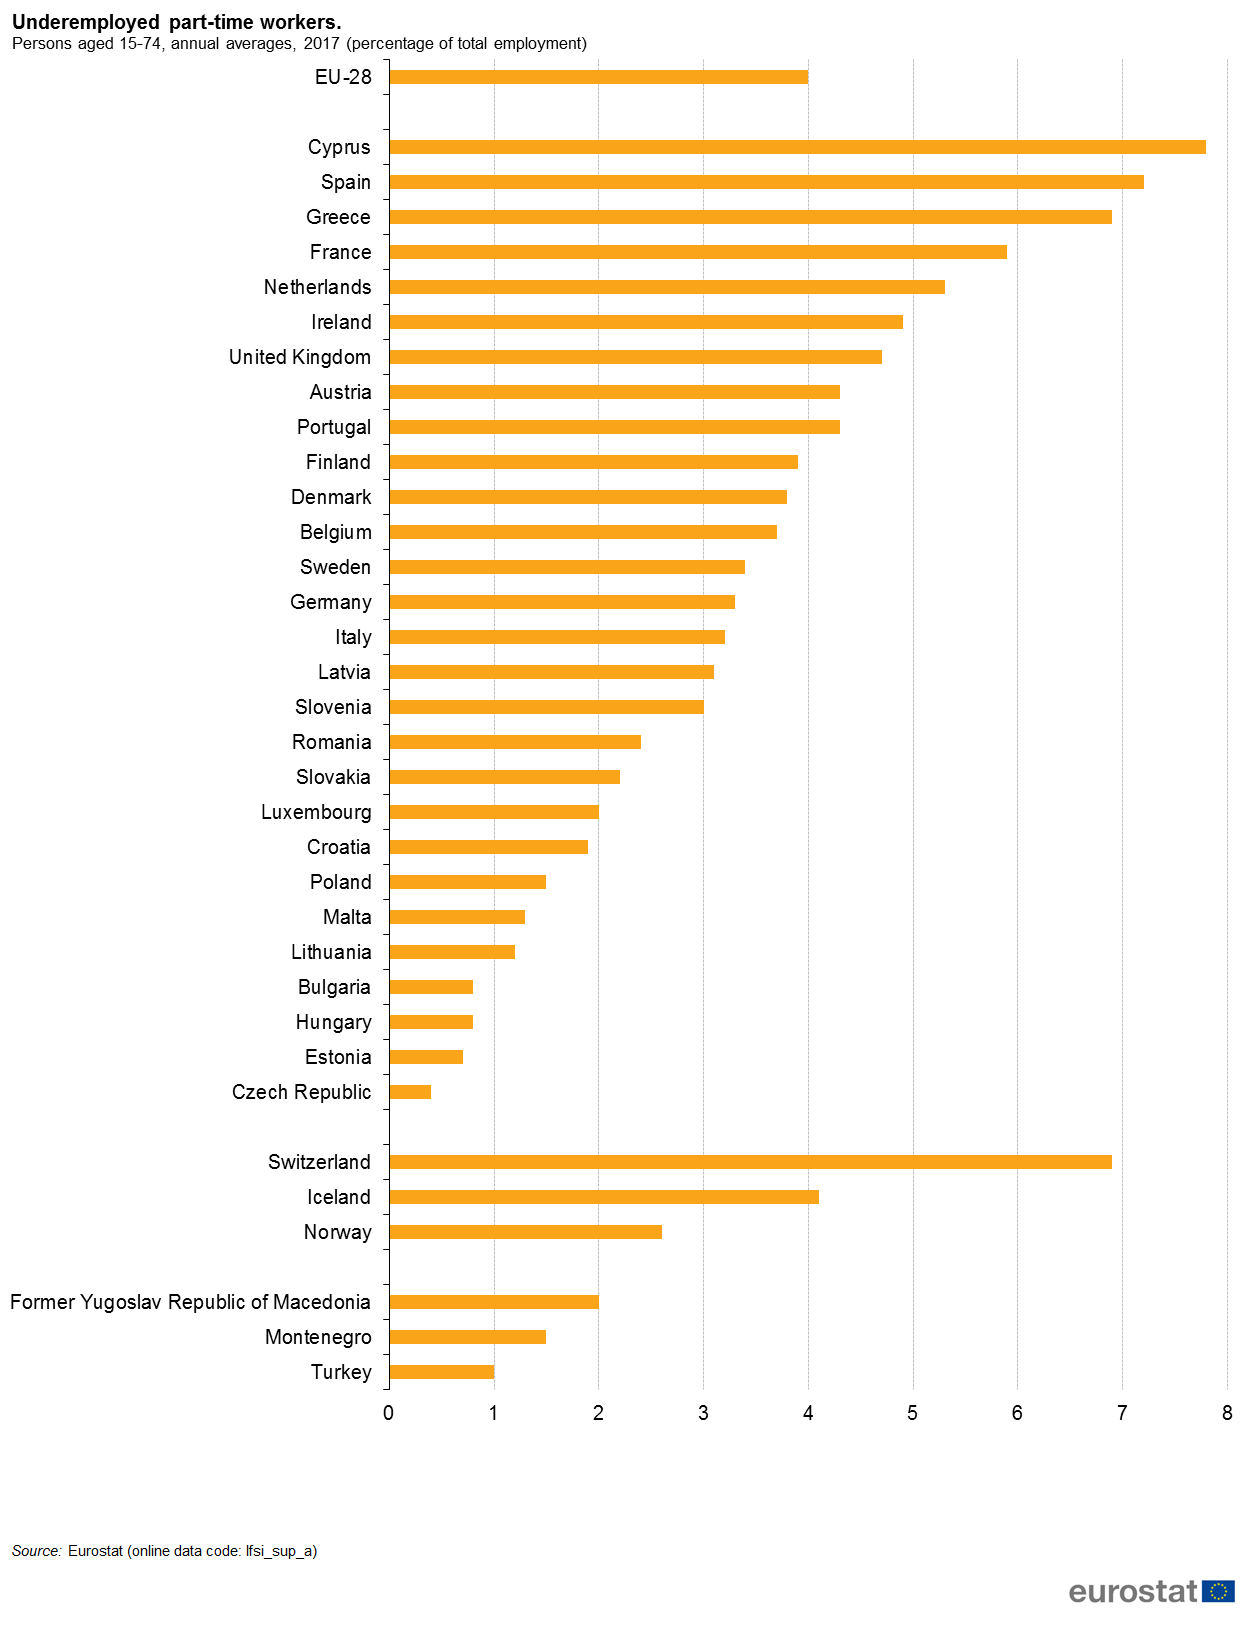 Underemployed part-time workers.
Persons aged 15-74, annual averages, 2017 (percentage of total employment)
EU-28
Cyprus
Spain
Greece
France
Netherlands
Ireland
United Kingdom
Austria
Portugal
Finland
Denmark
Belgium
Sweden
Germany
Italy
Latvia
Slovenia
Romania
Slovakia
Luxembourg
Croatia
Poland
Malta
Lithuania
Bulgaria
Hungary
Estonia
Czech Republic
Switzerland
Iceland
Norway
Former Yugoslav Republic of Macedonia
Montenegro
Turkey
0 1 2 3 4 5 6 7 8
Source: Eurostat (online data code: lfsi_sup_a)
eurostat